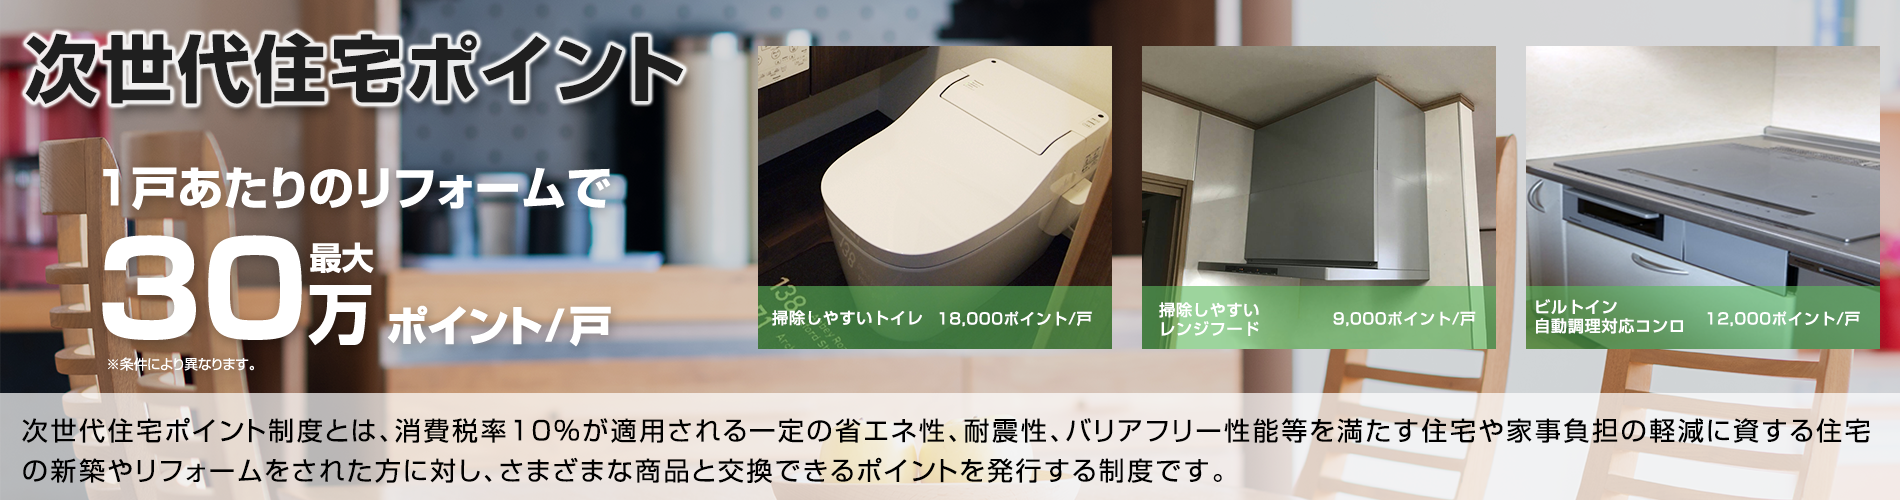 次世代住宅ポイント
1戸あたりのリフォームで
最大
30万ポイント/戸
※条件により異なります。
掃除しやすいトイレ 18,000ポイント/戸
掃除しやすい
レンジフード 9,000ポイント/戸
ビルトイン
自動調理対応コンロ 12,000ポイント/戸
次世代住宅ポイント制度とは、消費税率10%が適用される一定の省エネ性、耐震性、バリアフリー性能等を満たす住宅や家事負担の軽減に資する住宅
の新築やリフォームをされた方に対し、さまざまな商品と交換できるポイントを発行する制度です。